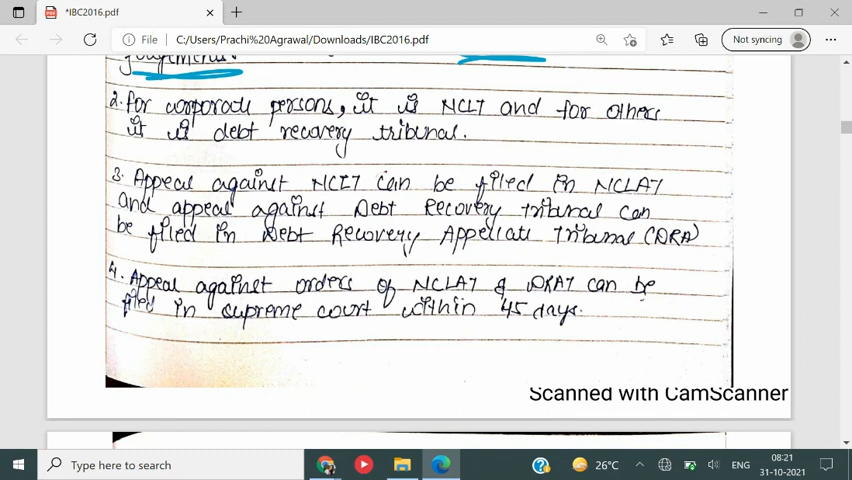 *IBC2016.pdf
File
C:/Users/Prachi%20Agrawal/Downloads/IBC2016.pdf
Not syncing
judgements.
2. For corporate persons, it is NCLT and for others
it is debt recovery tribunal.
3. Appeal against NCLT can be filed in NCLAT
and appeal against Debt Recovery Tribunal can
be filed in Debt Recovery Appellate Tribunal (DRA)
4. Appeal against orders of NCLAT & DRAT can be
filed in supreme court within 45 days.
Scanned with CamScanner
Type here to search
26°C
ENG
08:21
31-10-2021